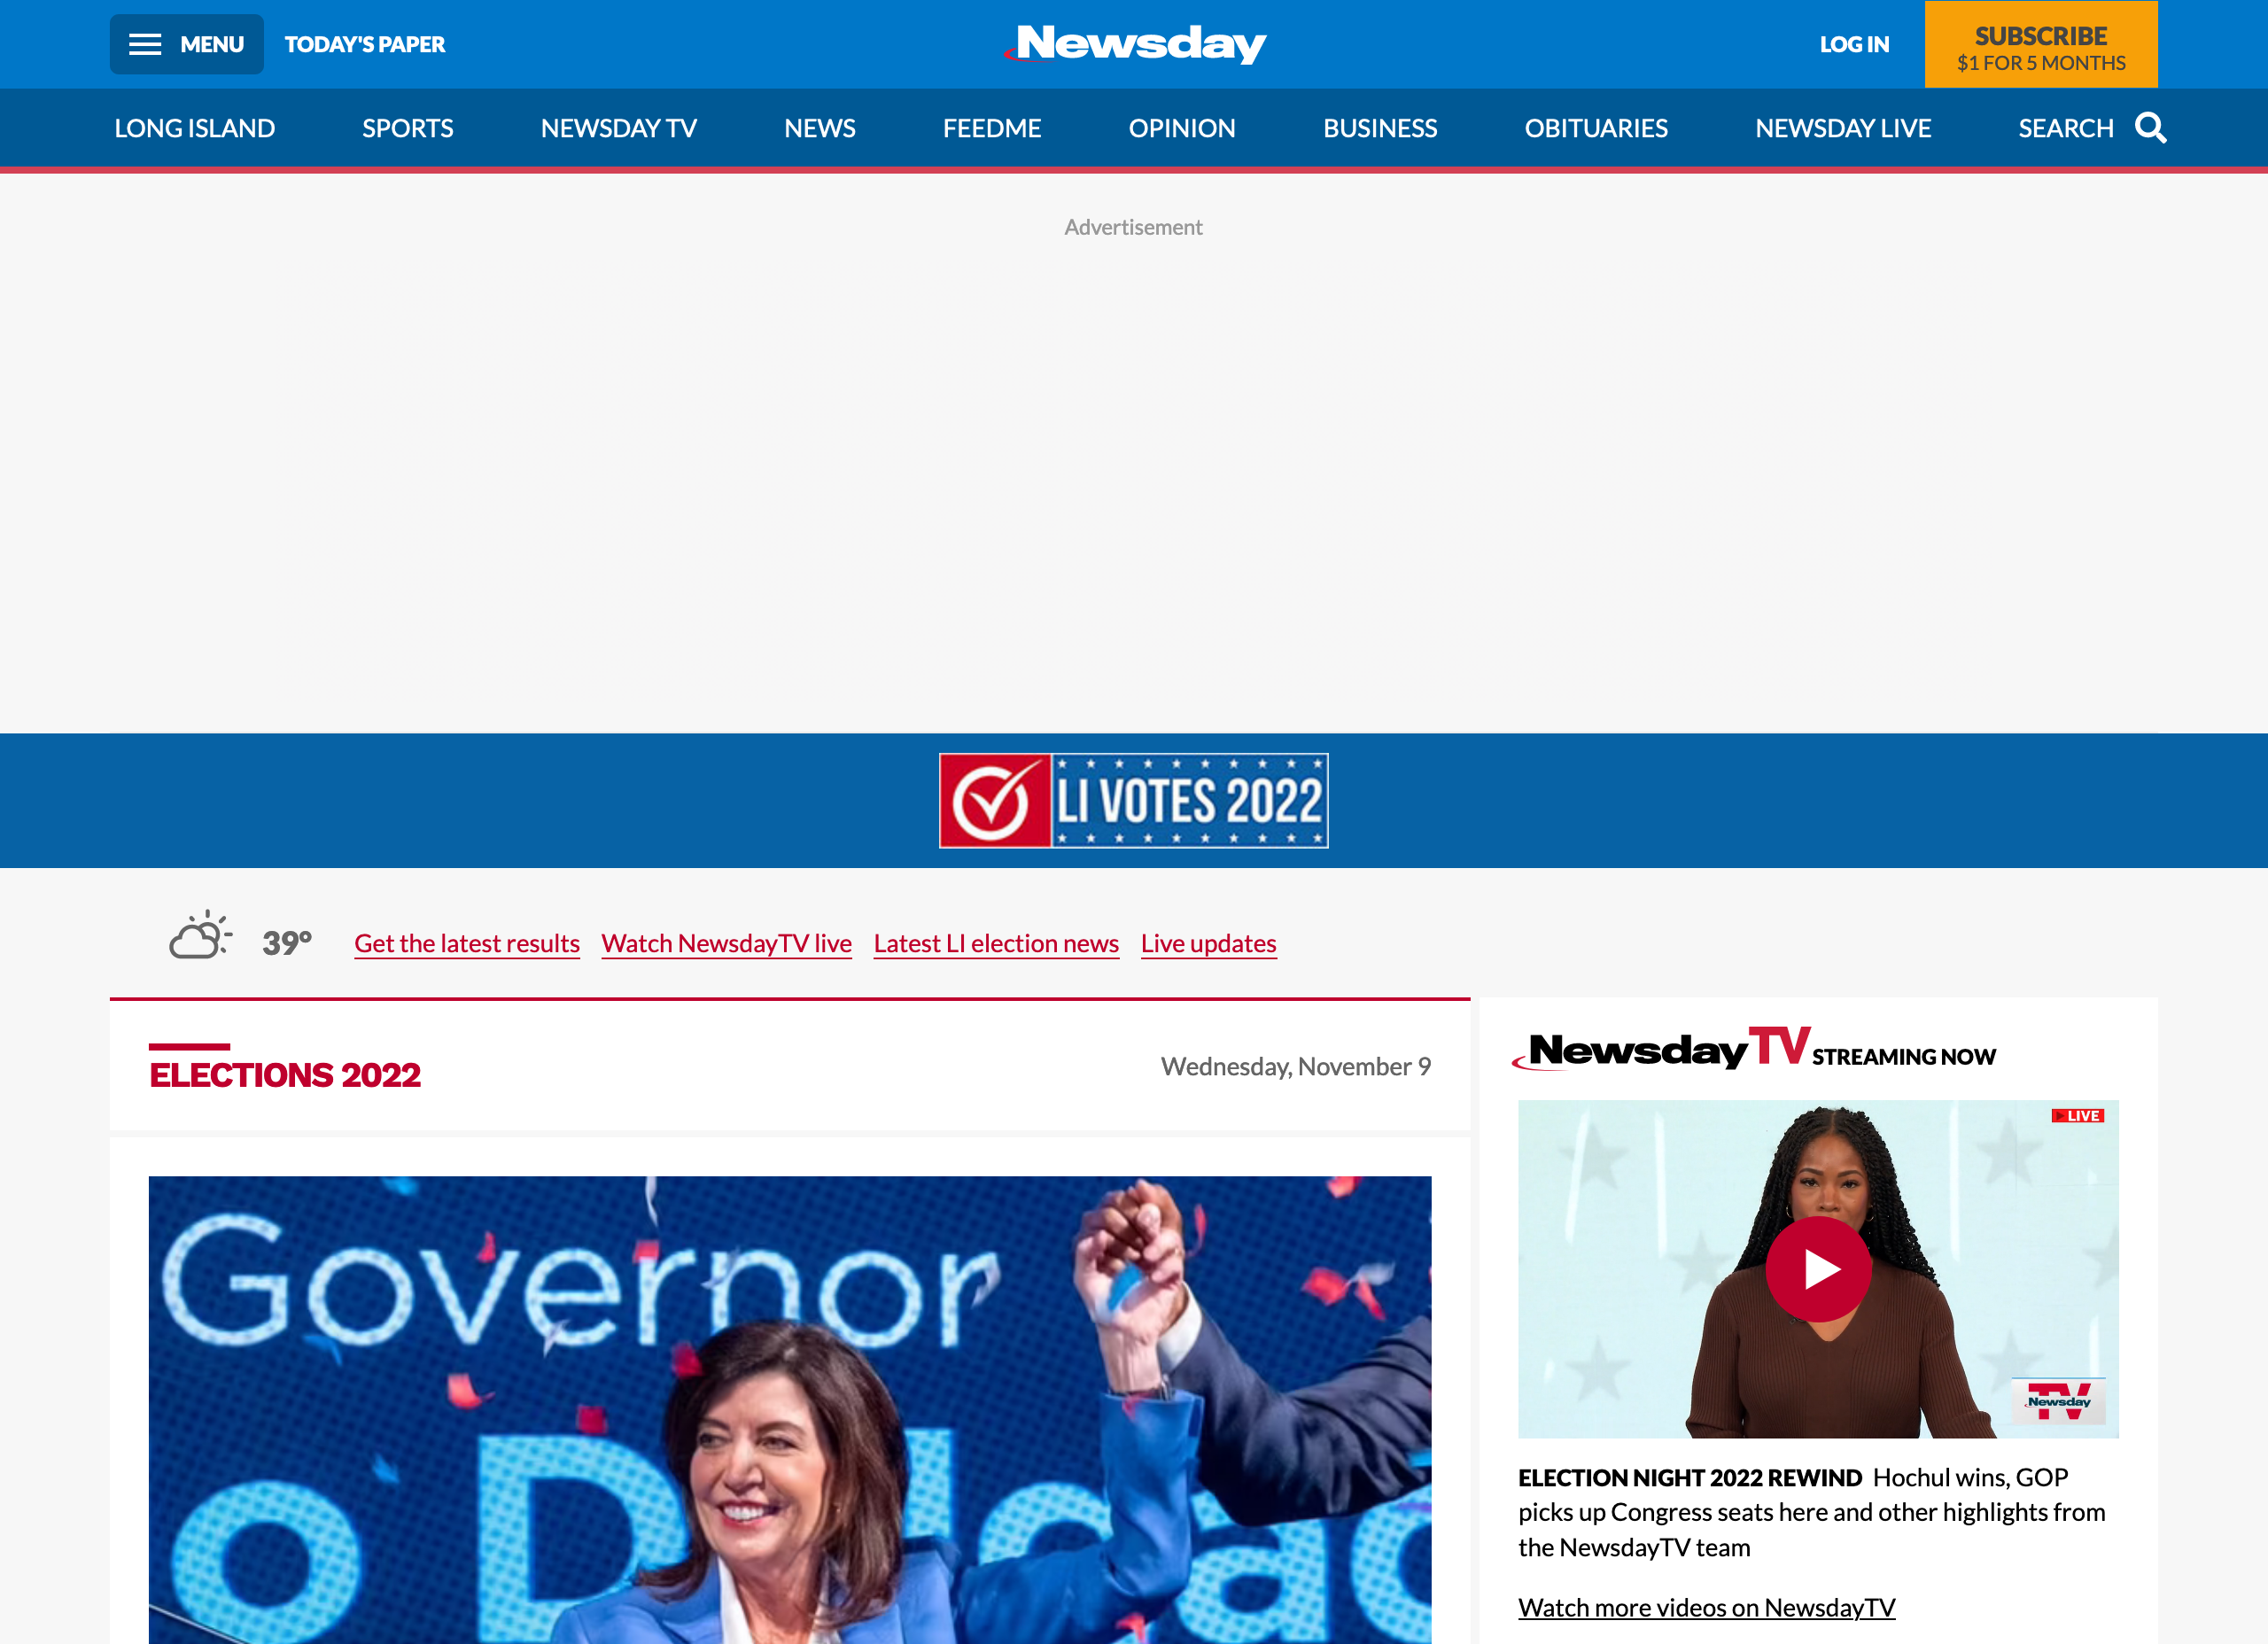 MENU
TODAY'S PAPER
Newsday
LOG IN
SUBSCRIBE
$1 FOR 5 MONTHS
LONG ISLAND
SPORTS
NEWSDAY TV
NEWS
FEEDME
OPINION
BUSINESS
OBITUARIES
NEWSDAY LIVE
SEARCH
Advertisement
LI VOTES 2022
39°
Get the latest results
Watch NewsdayTV live
Latest LI election news
Live updates
ELECTIONS 2022
Wednesday, November 9
Governor
NewsdayTV STREAMING NOW
LIVE
TV
Newsday
ELECTION NIGHT 2022 REWIND Hochul wins, GOP
picks up Congress seats here and other highlights from
the NewsdayTV team
Watch more videos on NewsdayTV